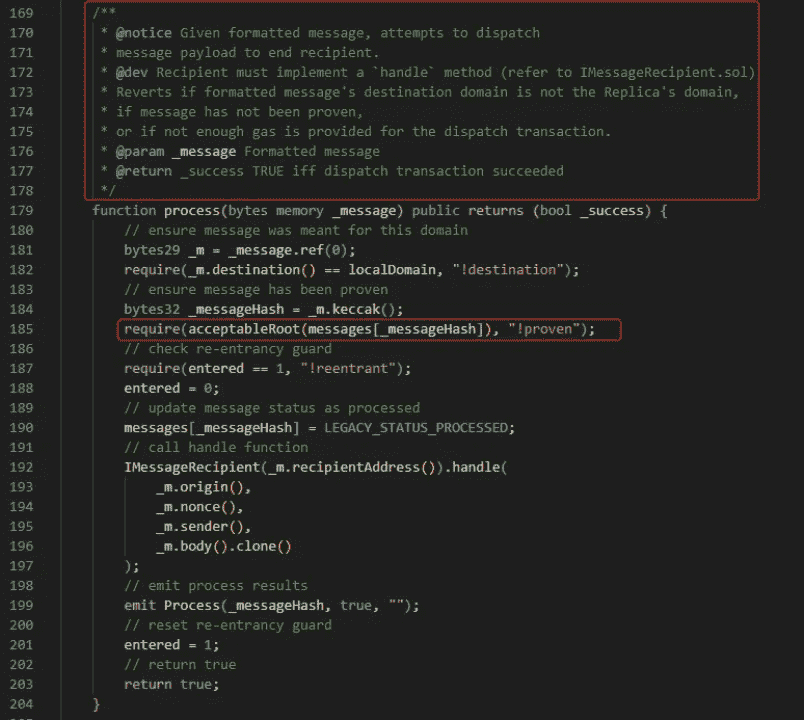 169 /**
170 * @notice Given formatted message, attempts to dispatch
171 * message payload to end recipient.
172 * @dev Recipient must implement a `handle` method (refer to IMessageRecipient.sol)
173 * Reverts if formatted message's destination domain is not the Replica's domain,
174 * if message has not been proven,
175 * or if not enough gas is provided for the dispatch transaction.
176 * @param _message Formatted message
177 * @return _success TRUE iff dispatch transaction succeeded
178 */
179 function process(bytes memory _message) public returns (bool _success) {
180 // ensure message was meant for this domain
181 bytes29 _m = _message.ref(0);
182 require(_m.destination() == localDomain, "!destination");
183 // ensure message has been proven
184 bytes32 _messageHash = _m.keccak();
185 require(acceptableRoot(messages[_messageHash]), "!proven");
186 // check re-entrancy guard
187 require(entered == 1, "!reentrant");
188 entered = 0;
189 // update message status as processed
190 messages[_messageHash] = LEGACY_STATUS_PROCESSED;
191 // call handle function
192 IMessageRecipient(_m.recipientAddress()).handle(
193 _m.origin(),
194 _m.nonce(),
195 _m.sender(),
196 _m.body().clone()
197 );
198 // emit process results
199 emit Process(_messageHash, true, "");
200 // reset re-entrancy guard
201 entered = 1;
202 // return true
203 return true;
204 }